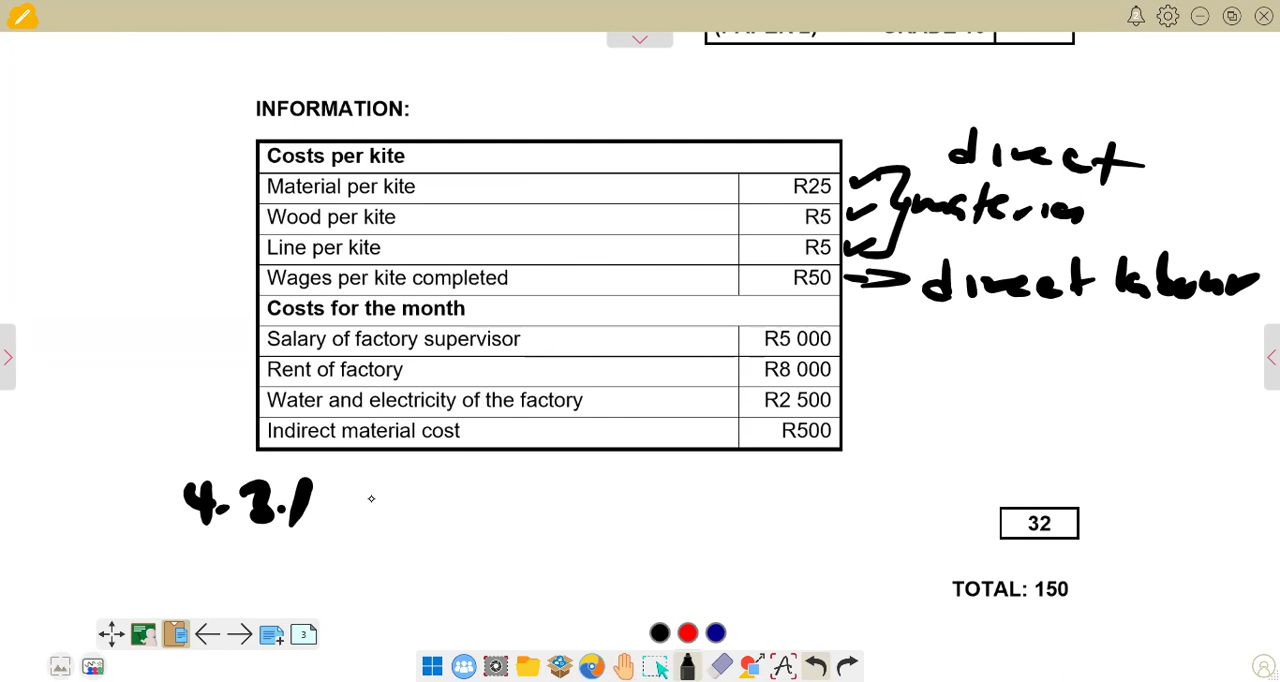 INFORMATION:
Costs per kite
Material per kite R25
Wood per kite R5
Line per kite R5
Wages per kite completed R50
Costs for the month
Salary of factory supervisor R5 000
Rent of factory R8 000
Water and electricity of the factory R2 500
Indirect material cost R500
direct
direct labour
4.3.1
32
TOTAL: 150
3